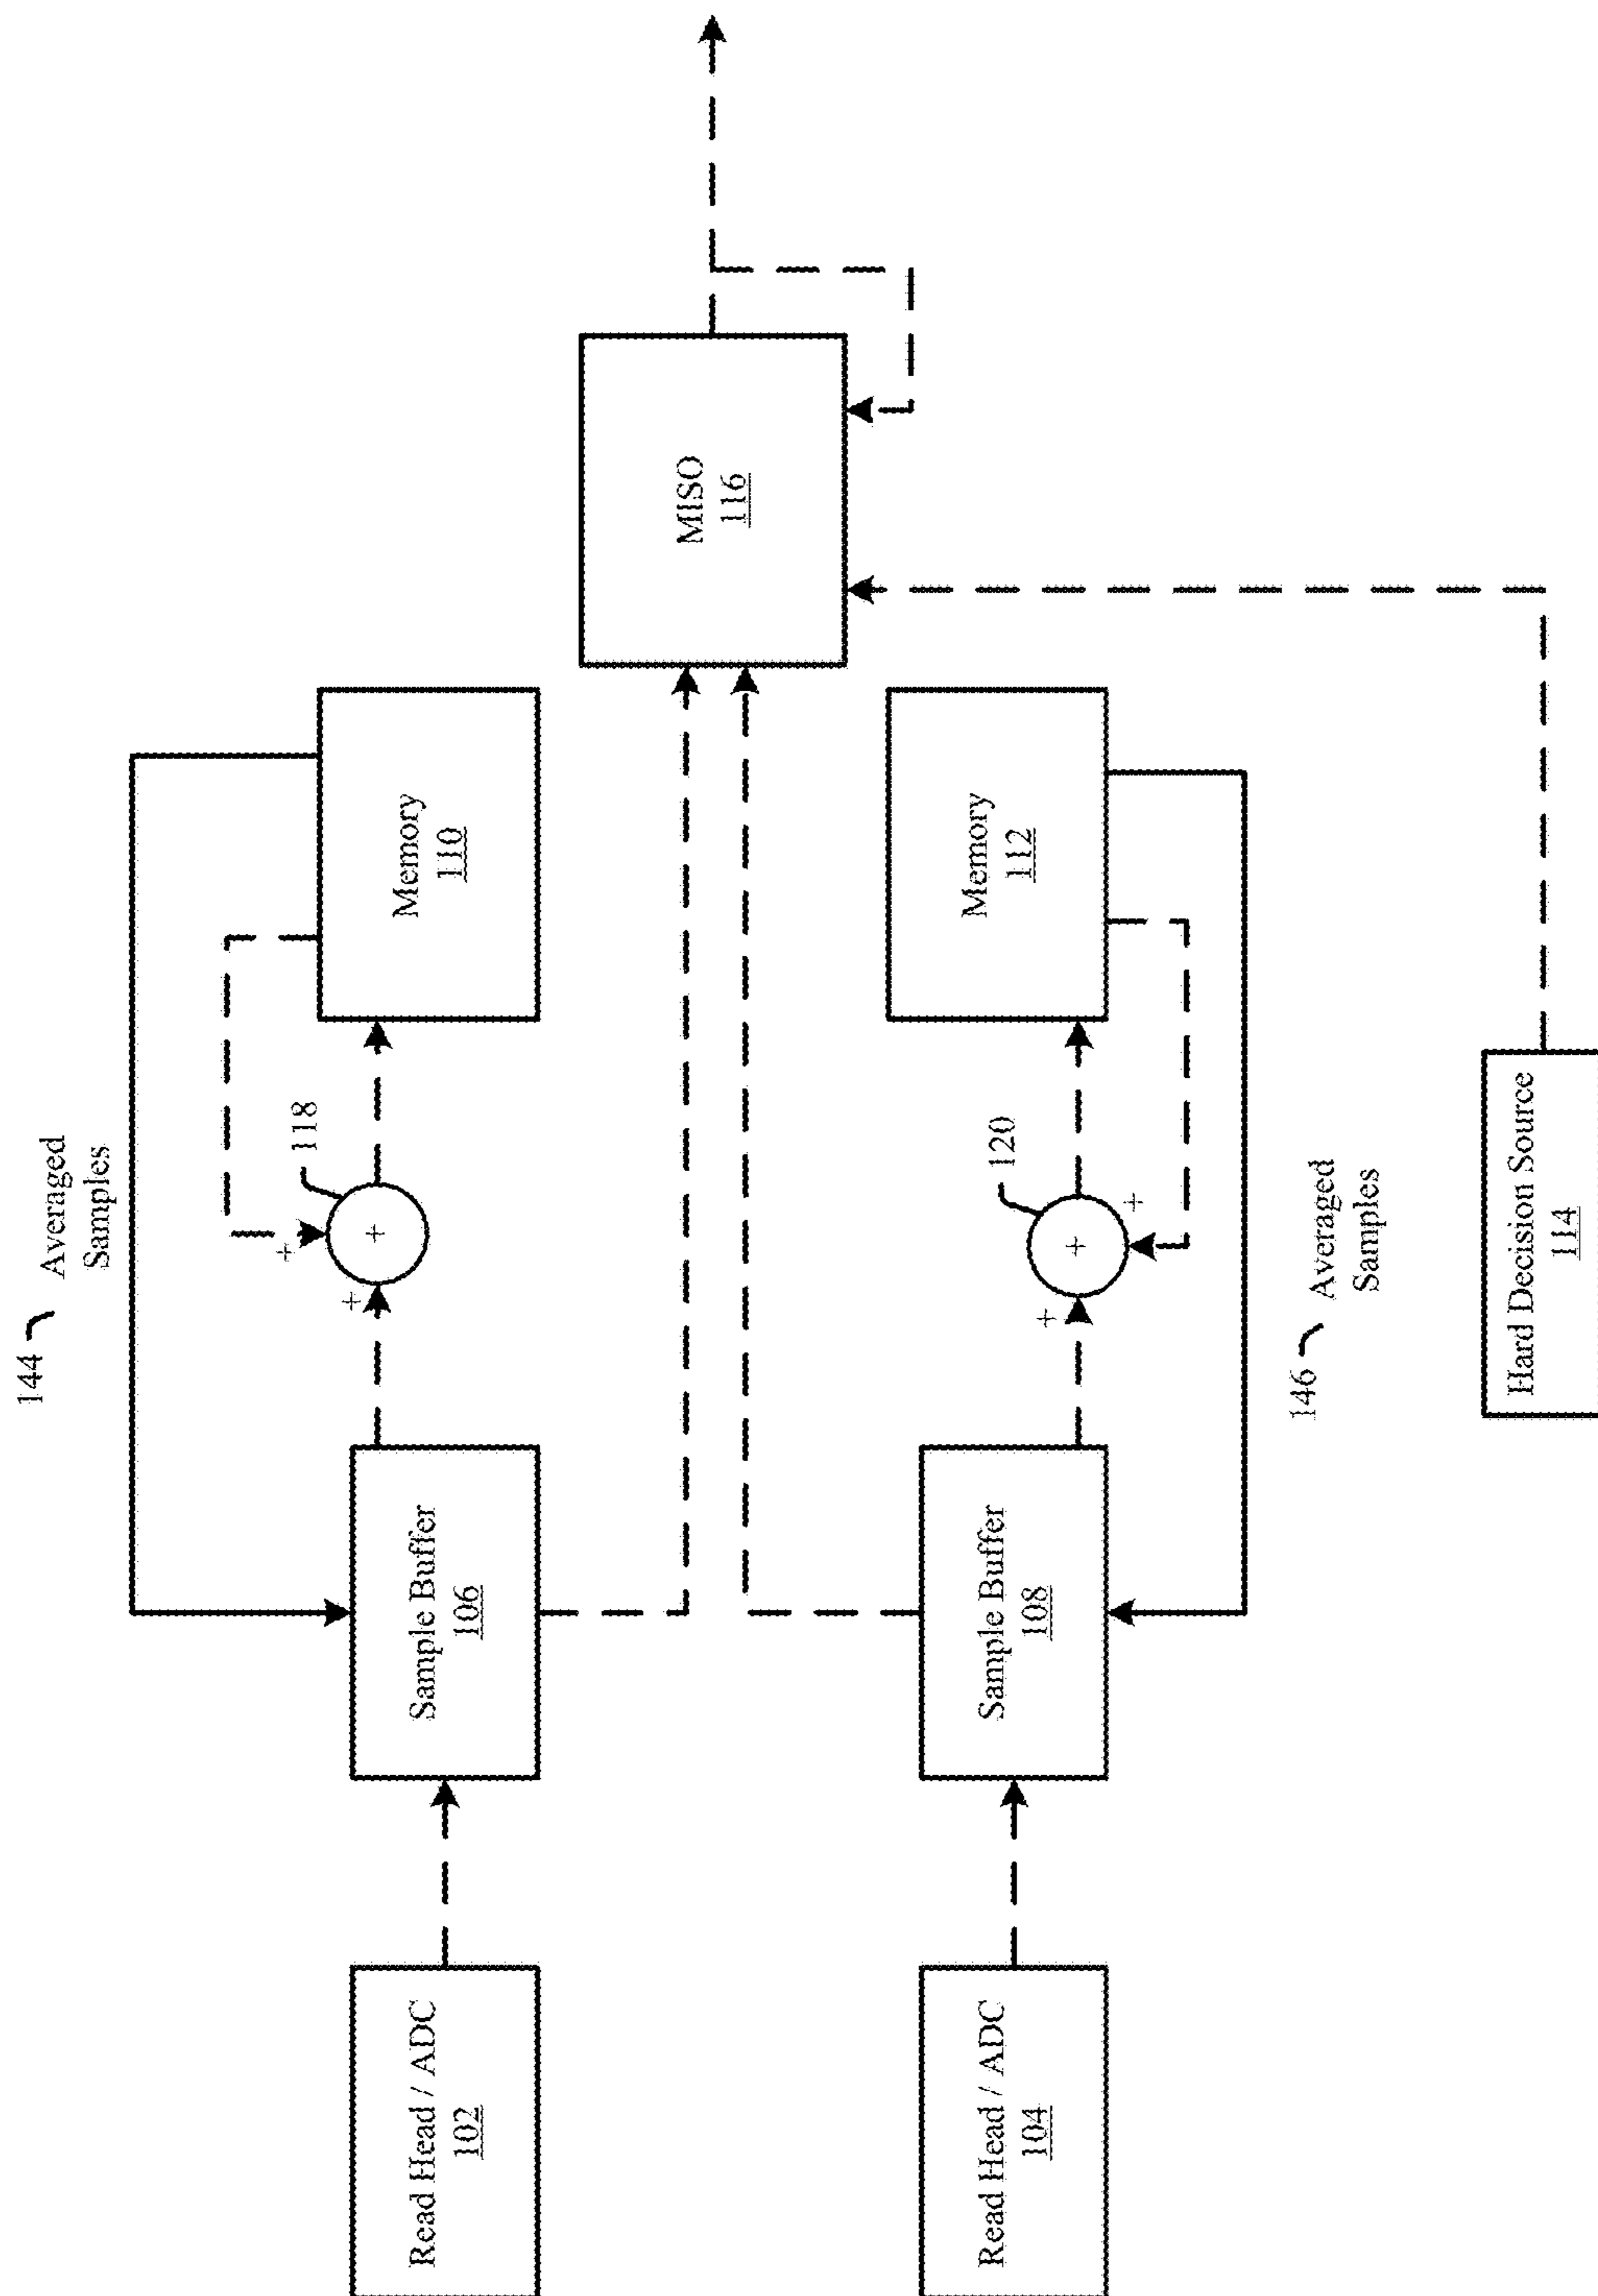 144
Averaged
Samples
118
+
+
+
Read Head / ADC
102
Sample Buffer
106
Memory
110
MISO
116
Read Head / ADC
104
Sample Buffer
108
Memory
112
120
+
+
+
146
Averaged
Samples
Hard Decision Source
114